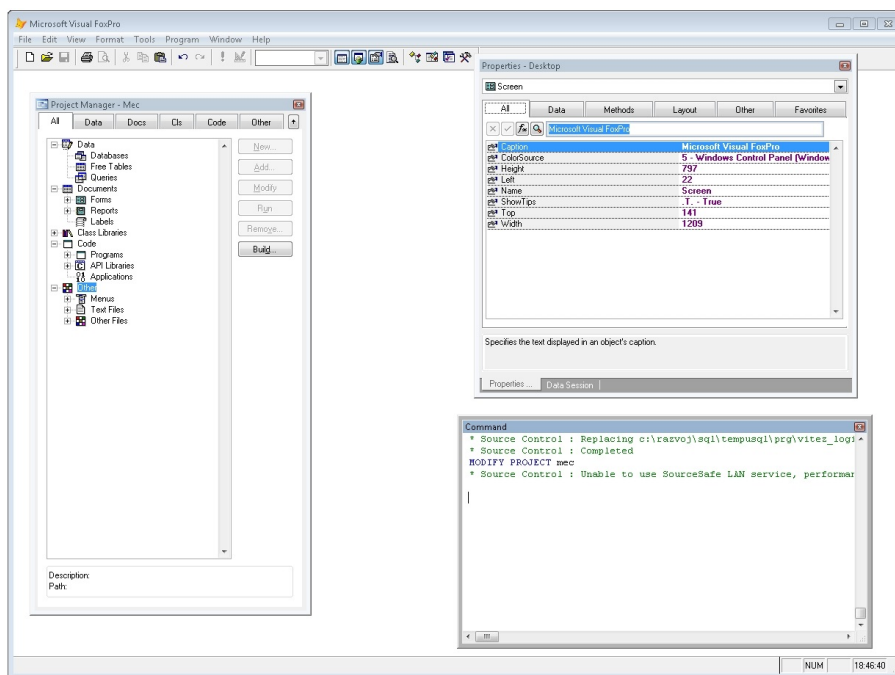 Microsoft Visual FoxPro
File Edit View Format Tools Program Window Help
Project Manager - Mec
All Data Docs Cls Code Other
Data
Databases
Free Tables
Queries
Documents
Forms
Reports
Labels
Class Libraries
Code
Programs
API Libraries
Applications
Other
Menus
Text Files
Other Files
New...
Add...
Modify
Run
Remove...
Build...
Description:
Path:
Properties - Desktop
Screen
All Data Methods Layout Other Favorites
Microsoft Visual FoxPro
Caption Microsoft Visual FoxPro
ColorSource 5 - Windows Control Panel (Window
Height 797
Left 22
Name Screen
ShowTips .T. - True
Top 141
Width 1209
Specifies the text displayed in an object's caption.
Properties ... Data Session
Command
* Source Control : Replacing c:\razvoj\sql\tempusql\prg\vitez_logi
* Source Control : Completed
MODIFY PROJECT mec
* Source Control : Unable to use SourceSafe LAN service, performan
NUM 18:46:40